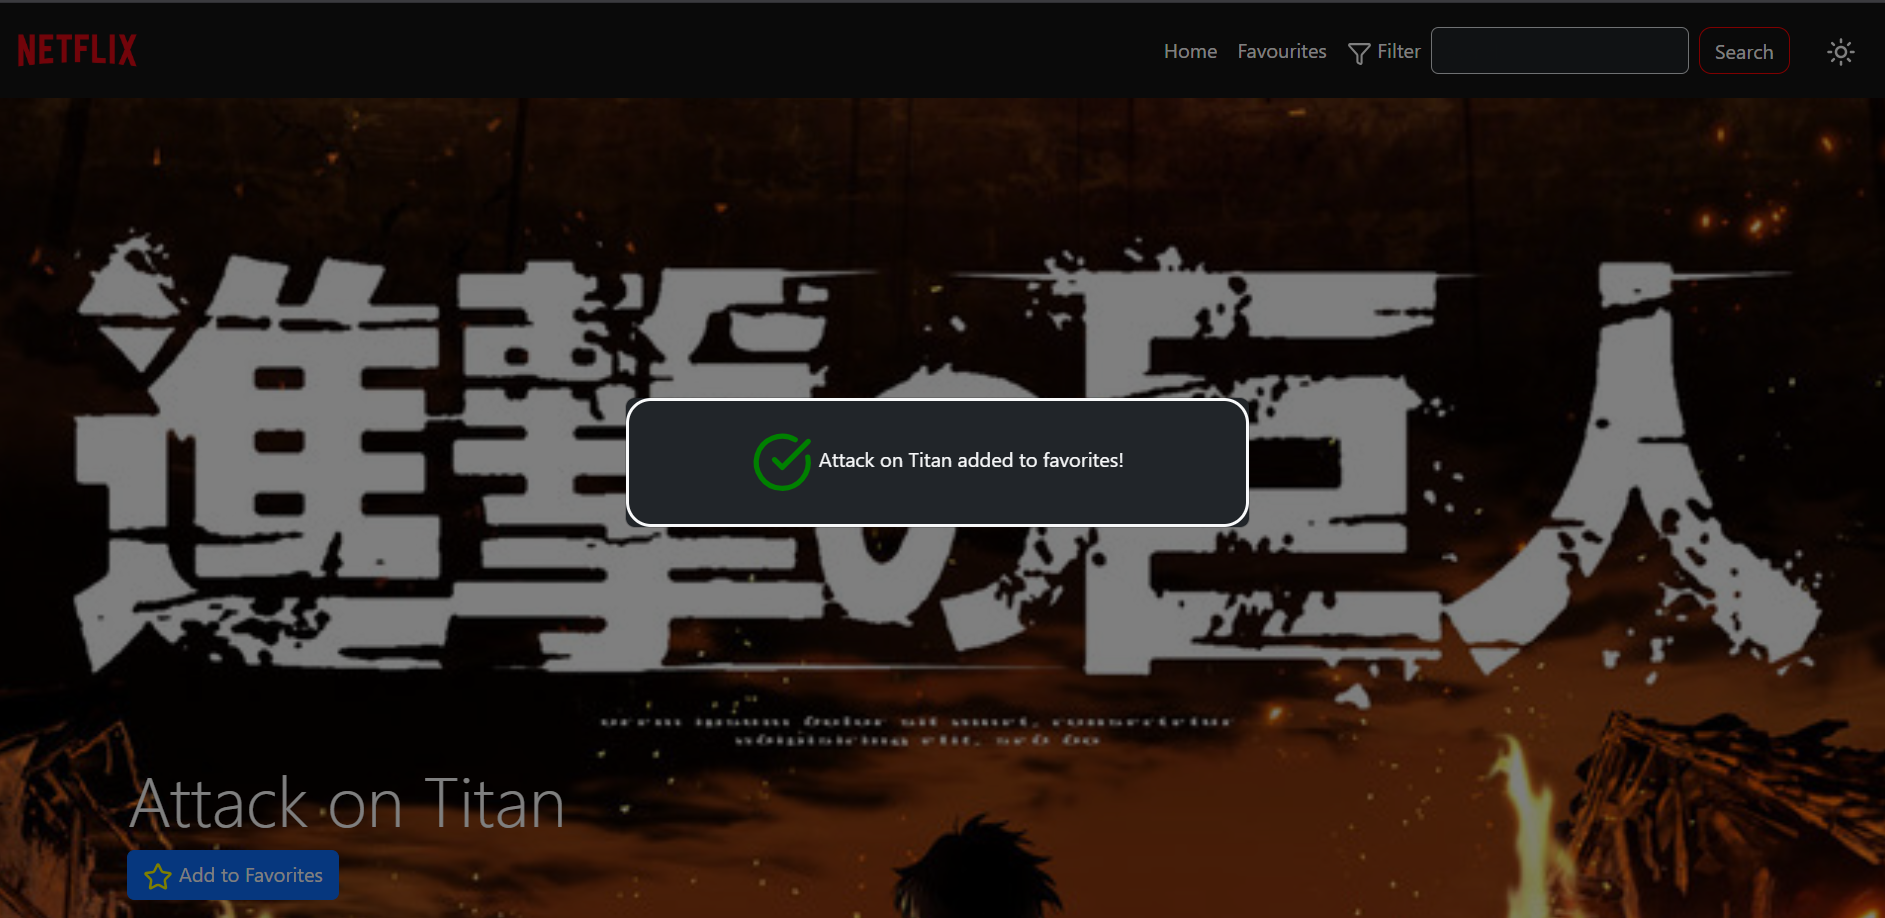 NETFLIX
Home Favourites Filter Search
進撃の巨人
Attack on Titan added to favorites!
Attack on Titan
Add to Favorites